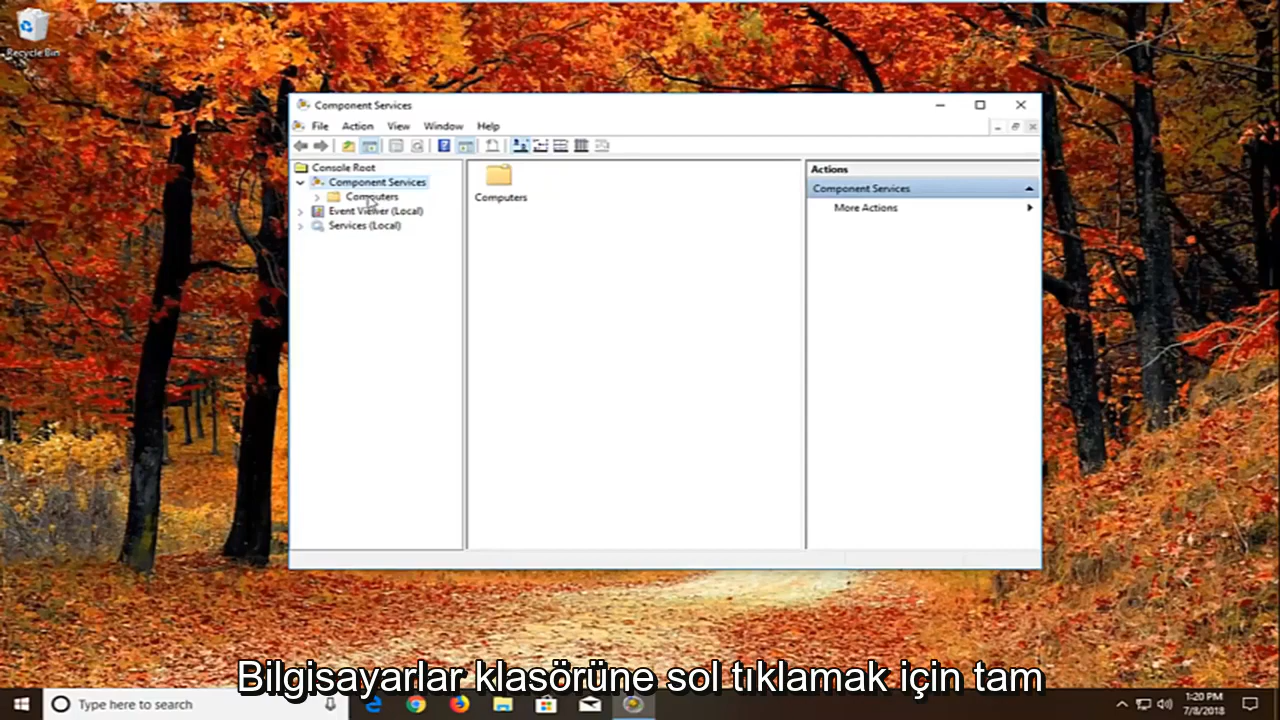 Recycle Bin
Component Services
File Action View Window Help
Console Root
Component Services
Computers
Event Viewer (Local)
Services (Local)
Computers
Actions
Component Services
More Actions
Bilgisayarlar klasörüne sol tıklamak için tam
Type here to search
1:20 PM
7/8/2018